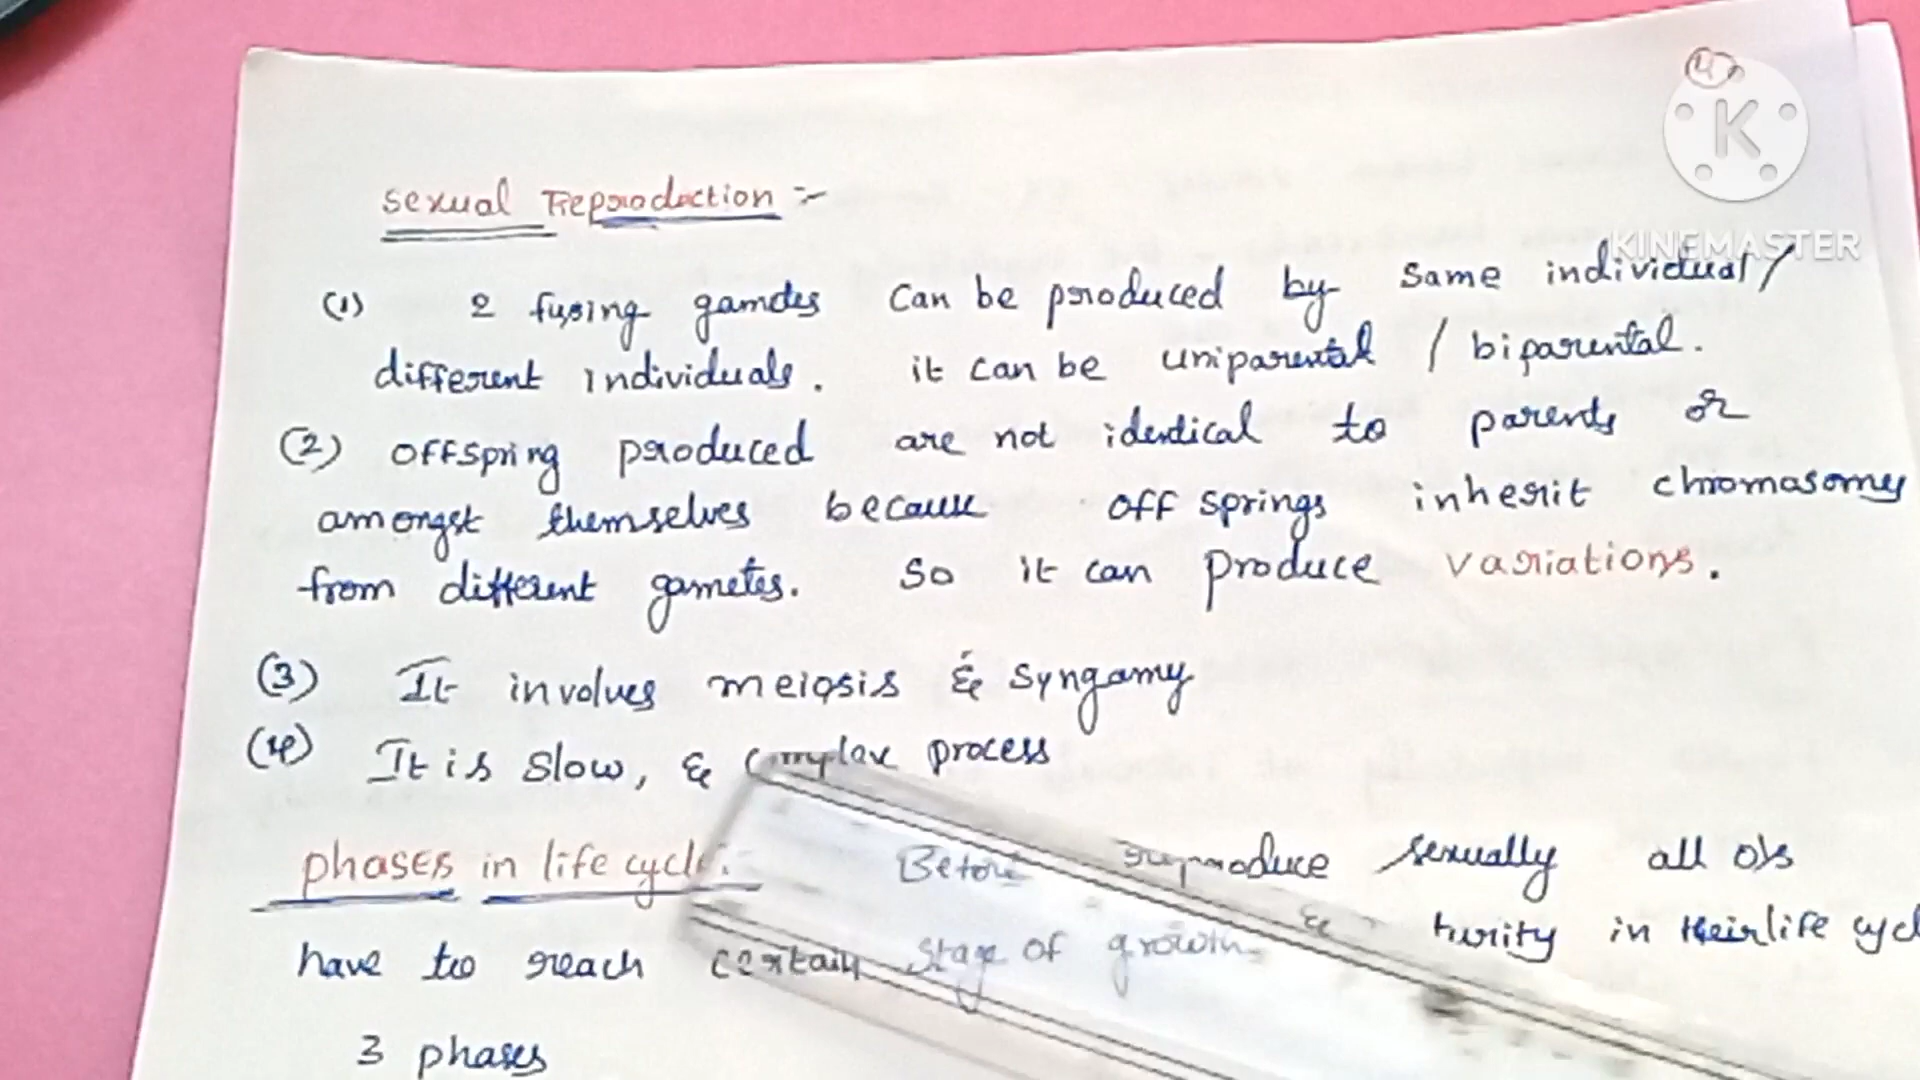 4
K
KINEMASTER
Sexual Reproduction :-
(1) 2 fusing gametes can be produced by same individual/
different individuals. it can be uniparental / biparental.
(2) offspring produced are not identical to parents or
amongst themselves because off springs inherit chromasomes
from different gametes. So it can produce variations.
(3) It involves meiosis & Syngamy
(4) It is slow, & complex process
phases in life cycle:- Before reproduce sexually all o/s
have to reach certain stage of growth & turity in their life cycl
3 phases